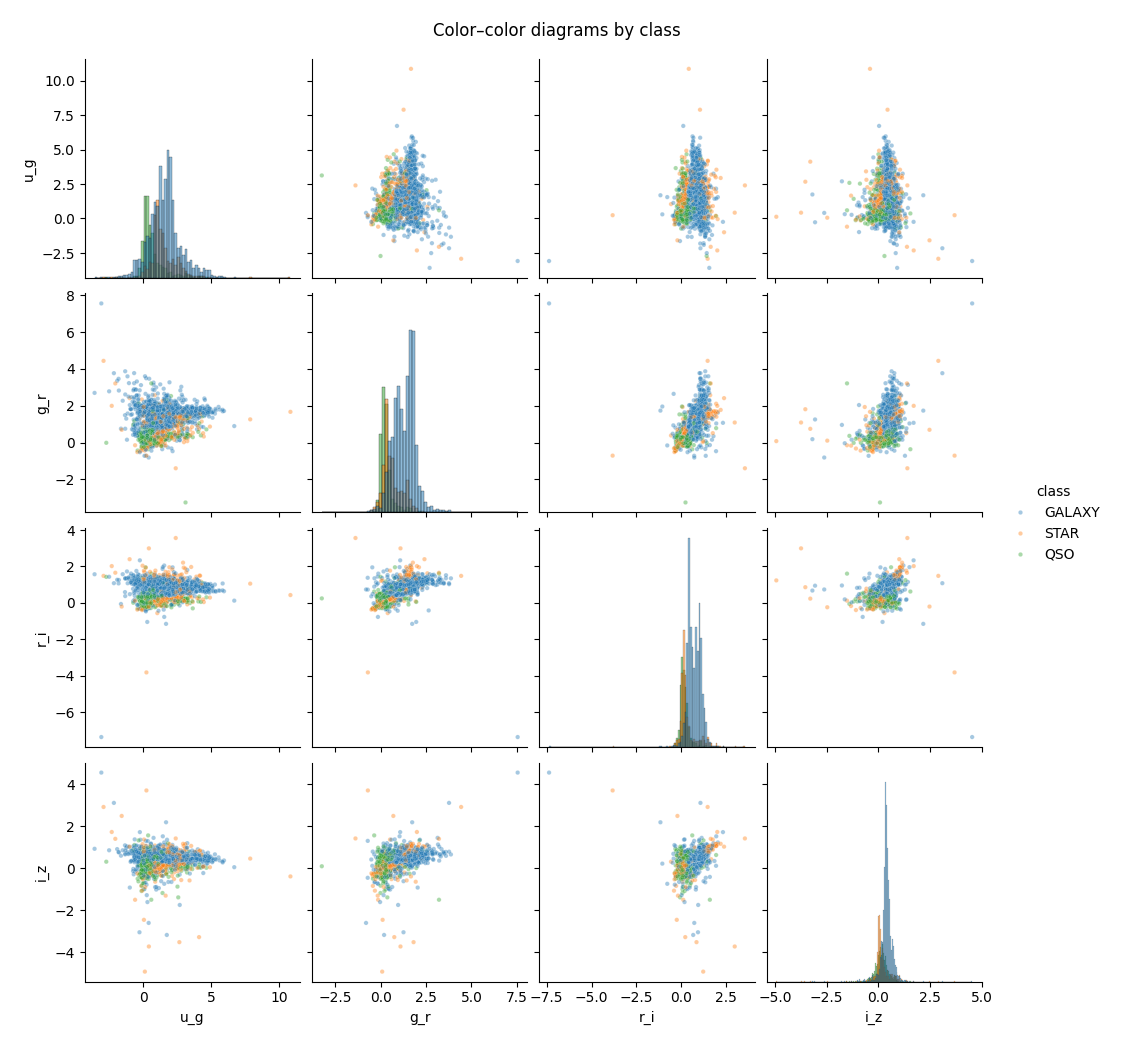 Color–color diagrams by class
10.0
7.5
5.0
2.5
0.0
−2.5
u_g
8
6
4
2
0
−2
g_r
class
GALAXY
STAR
QSO
4
2
0
−2
−4
−6
r_i
4
2
0
−2
−4
i_z
0 5 10
−2.5 0.0 2.5 5.0 7.5
−7.5 −5.0 −2.5 0.0 2.5
−5.0 −2.5 0.0 2.5 5.0
u_g g_r r_i i_z